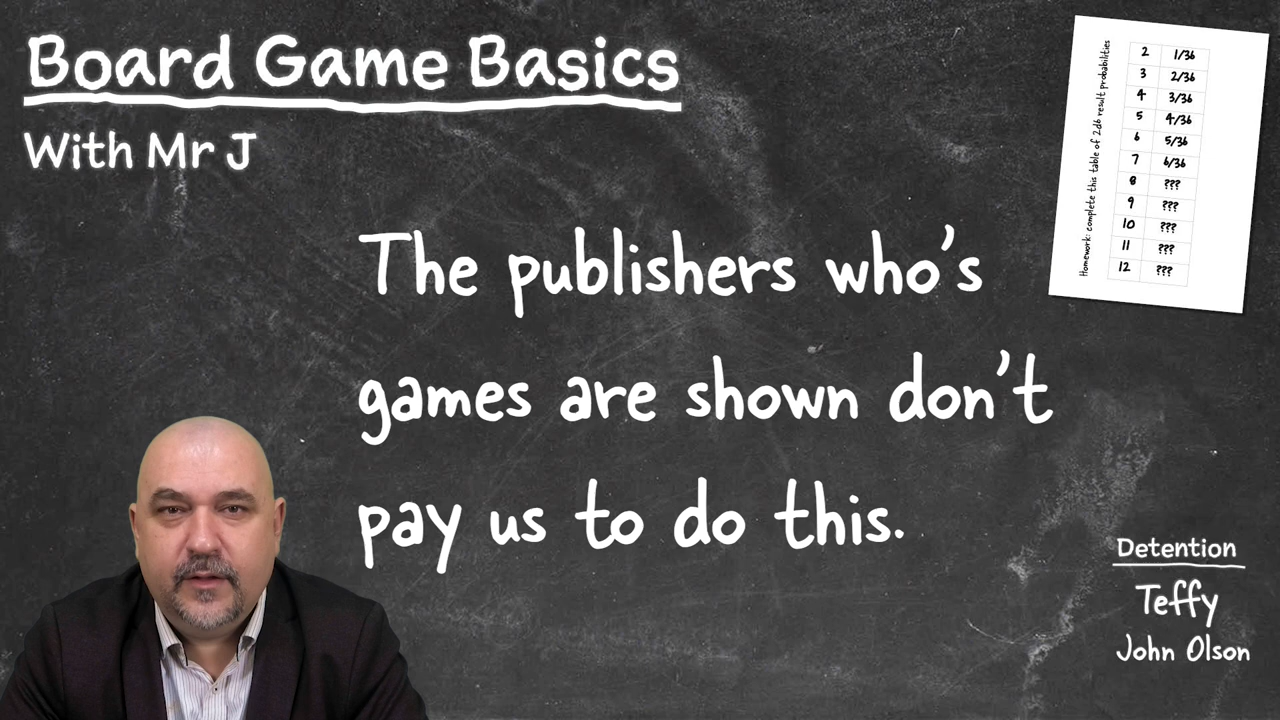 Board Game Basics
With Mr J
The publishers who's
games are shown don't
pay us to do this.
Homework: complete this table of 2d6 result probabilities
2 1/36
3 2/36
4 3/36
5 4/36
6 5/36
7 6/36
8 ???
9 ???
10 ???
11 ???
12 ???
Detention
Teffy
John Olson